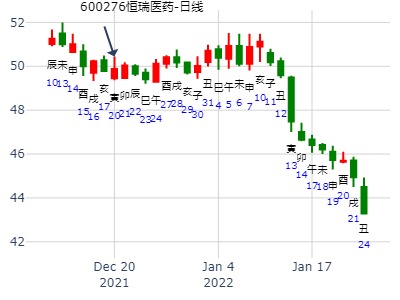 600276恒瑞医药-日线
52
50
48
46
44
42
辰
10
未
13
申
14
酉
15
戌
16
亥
17
寅
20
卯
21
辰
22
巳
23
午
24
酉
27
戌
28
亥
29
子
30
丑
31
巳
4
午
5
未
6
申
7
亥
10
子
11
丑
12
寅
13
卯
14
午
17
未
18
申
19
酉
20
戌
21
丑
24
Dec 20
2021
Jan 4
2022
Jan 17